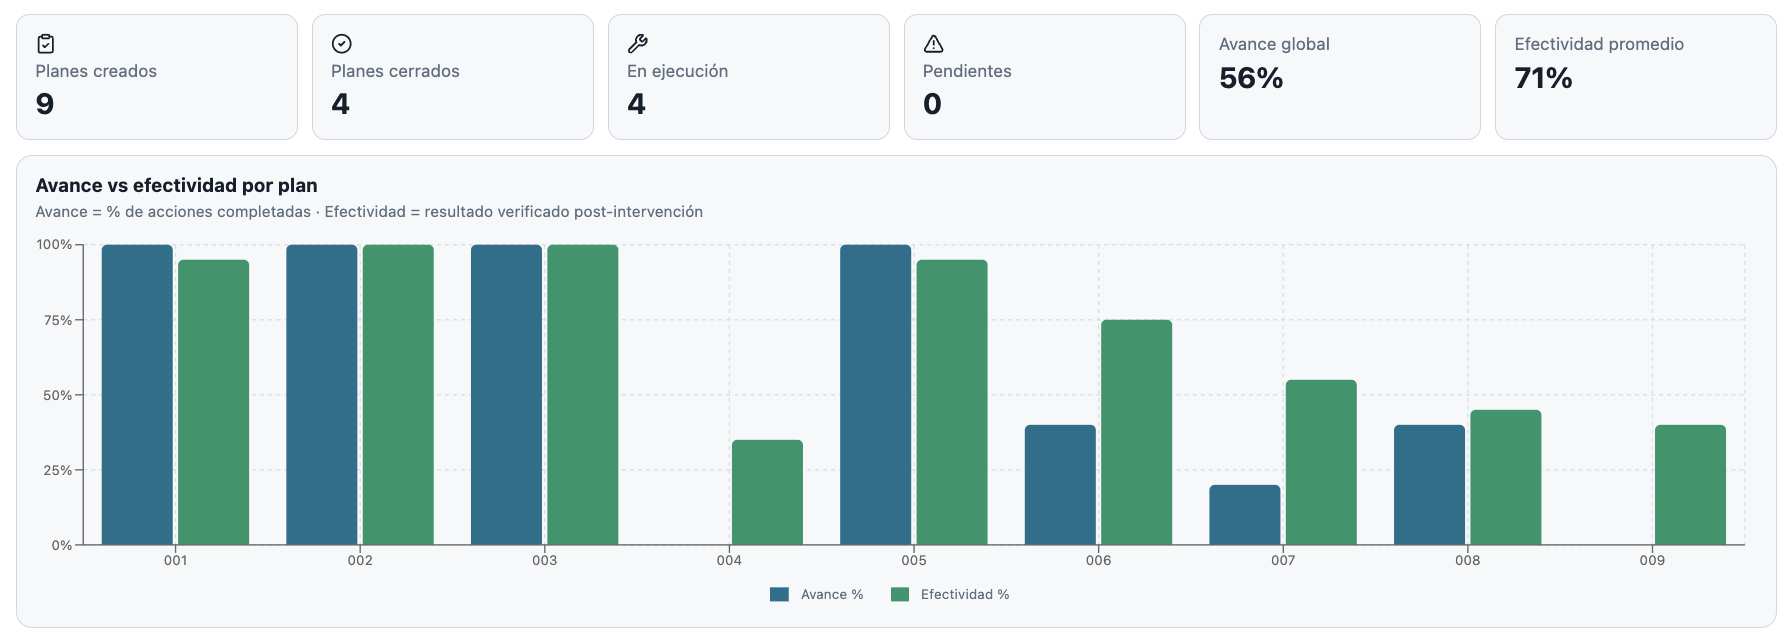 Planes creados
9
Planes cerrados
4
En ejecución
4
Pendientes
0
Avance global
56%
Efectividad promedio
71%
Avance vs efectividad por plan
Avance = % de acciones completadas · Efectividad = resultado verificado post-intervención
100%
75%
50%
25%
0%
001 002 003 004 005 006 007 008 009
Avance % Efectividad %